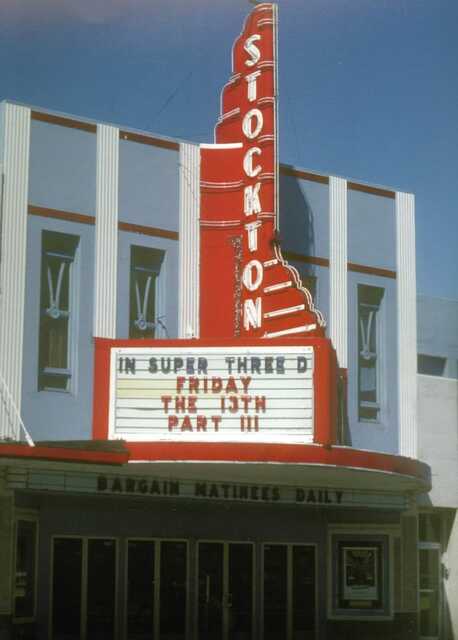 STOCKTON
IN SUPER THREE D
FRIDAY
THE 13TH
PART III
BARGAIN MATINEES DAILY